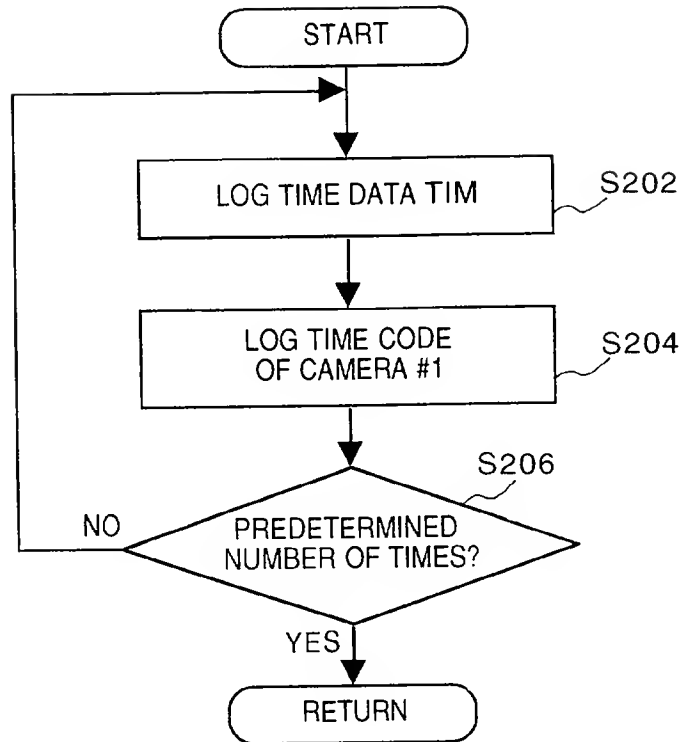 START
LOG TIME DATA TIM
S202
LOG TIME CODE
OF CAMERA #1
S204
S206
PREDETERMINED
NUMBER OF TIMES?
NO
YES
RETURN